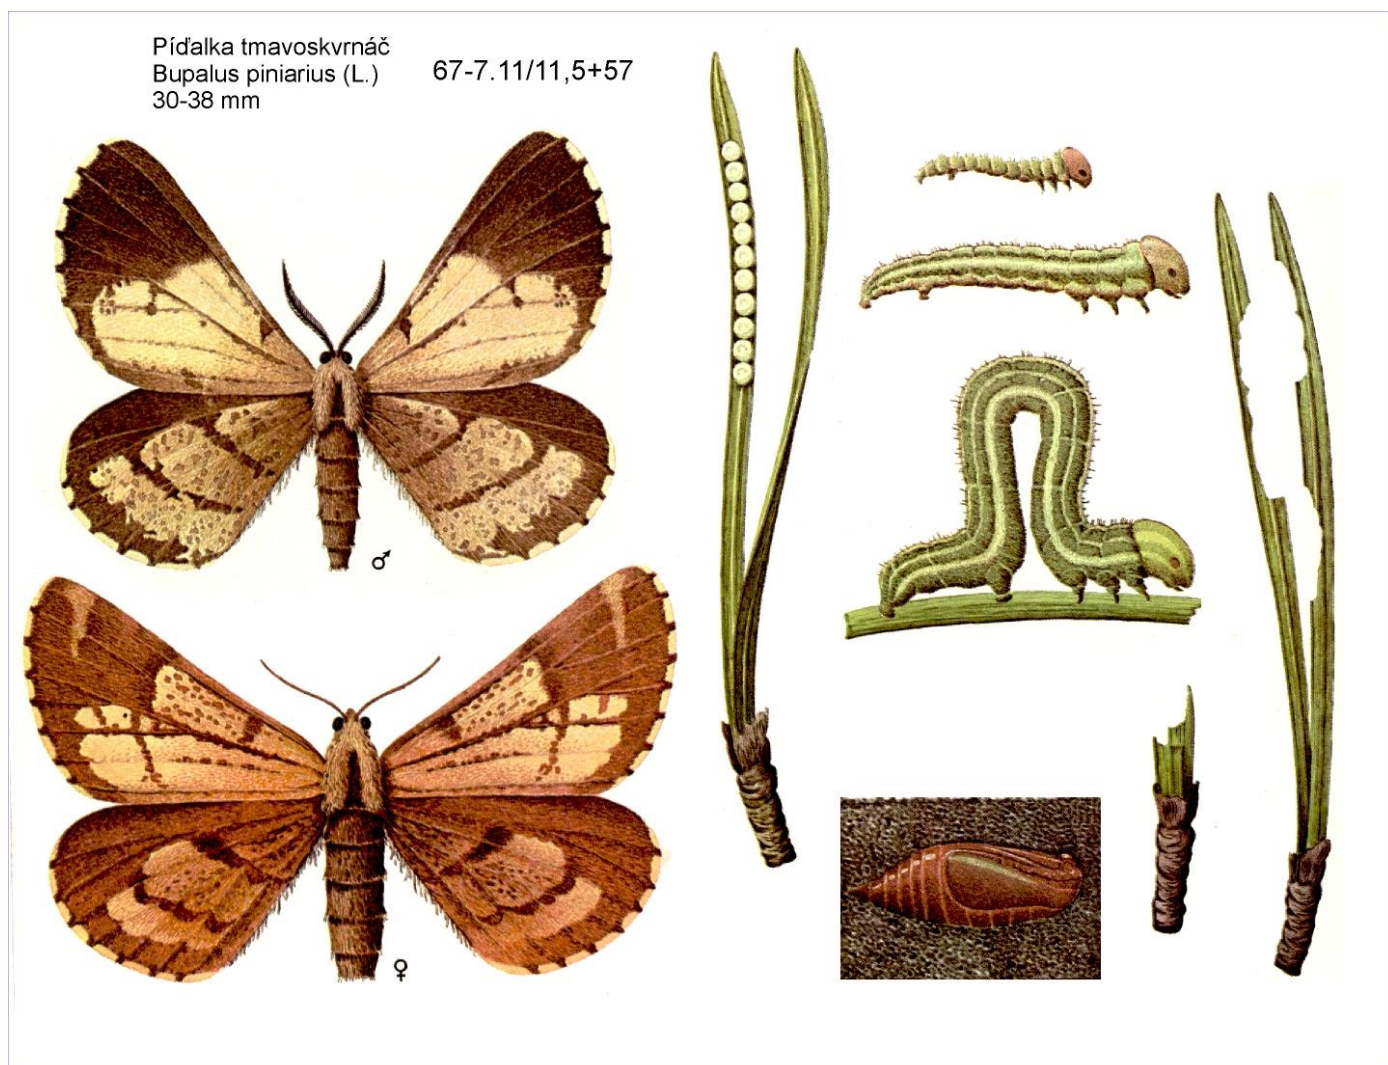 Píďalka tmavoskvrnáč
Bupalus piniarius (L.)
30-38 mm
67-7.11/11,5+57
♂
♀